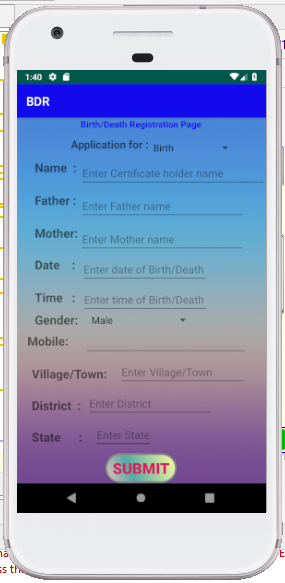 1:40
BDR
Birth/Death Registration Page
Application for : Birth
Name : Enter Certificate holder name
Father : Enter Father name
Mother: Enter Mother name
Date : Enter date of Birth/Death
Time : Enter time of Birth/Death
Gender: Male
Mobile:
Village/Town: Enter Village/Town
District : Enter District
State : Enter State
SUBMIT